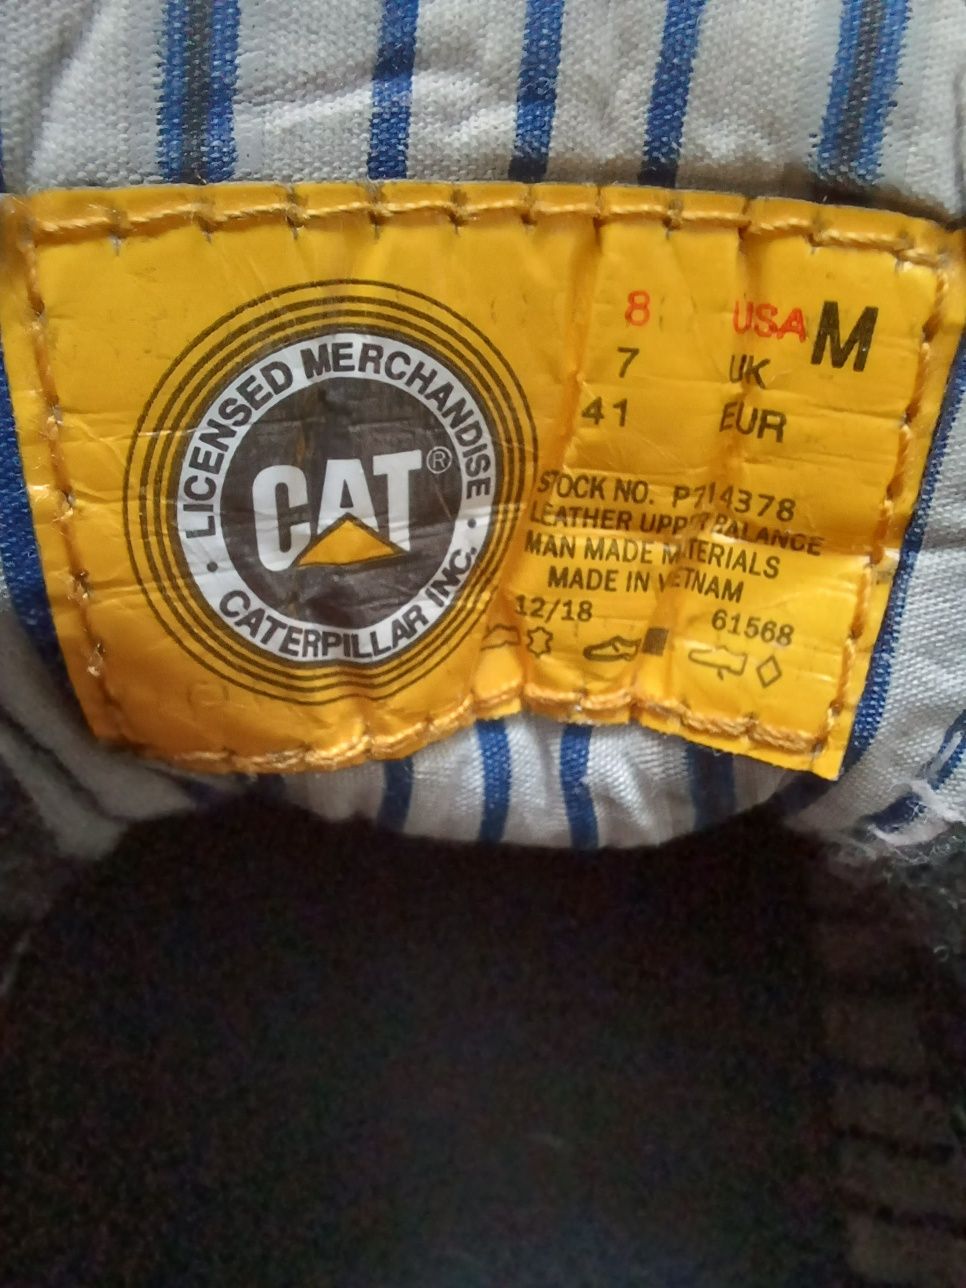 LICENSED MERCHANDISE
CAT®
CATERPILLAR INC.
8 USA M
7 UK
41 EUR
STOCK NO. P714378
LEATHER UPPER BALANCE
MAN MADE MATERIALS
MADE IN VIETNAM
12/18 61568